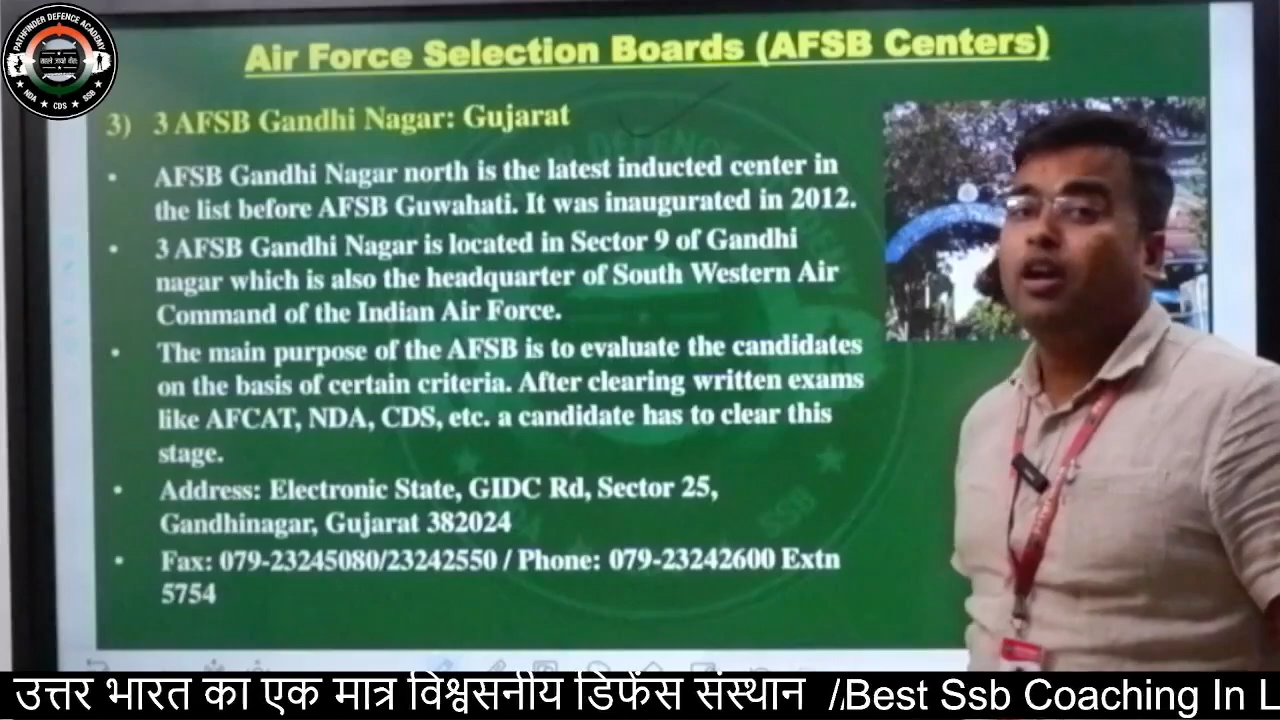 PATHFINDER DEFENCE ACADEMY
NDA ★ CDS ★ SSB
Air Force Selection Boards (AFSB Centers)
3) 3 AFSB Gandhi Nagar: Gujarat
• AFSB Gandhi Nagar north is the latest inducted center in
the list before AFSB Guwahati. It was inaugurated in 2012.
• 3 AFSB Gandhi Nagar is located in Sector 9 of Gandhi
nagar which is also the headquarter of South Western Air
Command of the Indian Air Force.
• The main purpose of the AFSB is to evaluate the candidates
on the basis of certain criteria. After clearing written exams
like AFCAT, NDA, CDS, etc. a candidate has to clear this
stage.
• Address: Electronic State, GIDC Rd, Sector 25,
Gandhinagar, Gujarat 382024
• Fax: 079-23245080/23242550 / Phone: 079-23242600 Extn
5754
उत्तर भारत का एक मात्र विश्वसनीय डिफेंस संस्थान //Best Ssb Coaching In L